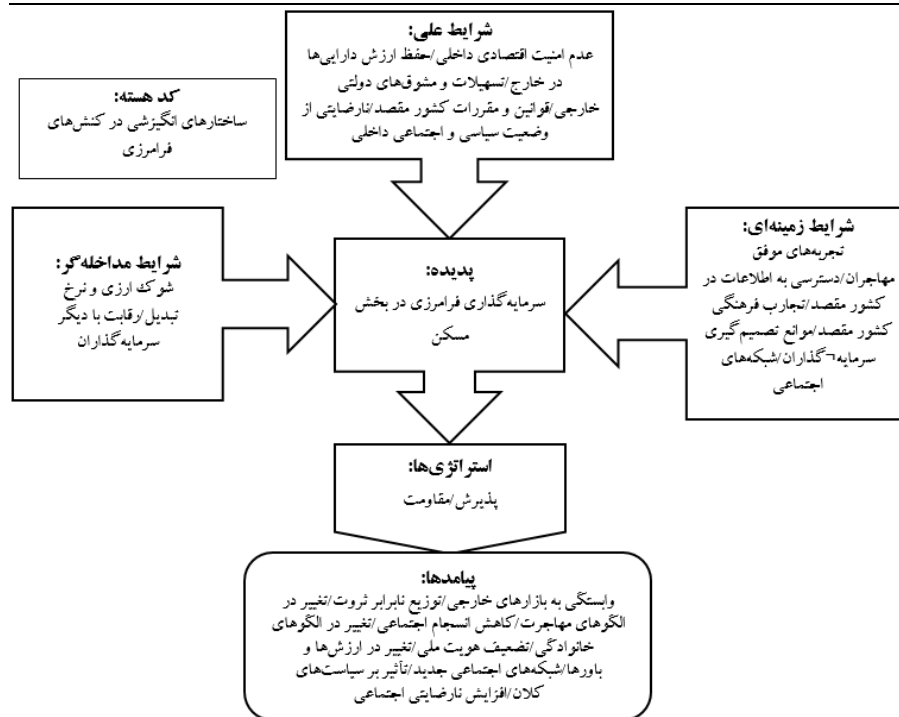 شرایط علی:
عدم امنیت اقتصادی داخلی/حفظ ارزش دارایی‌ها
در خارج/تسهیلات و مشوق‌های دولتی
خارجی/قوانین و مقررات کشور مقصد/نارضایتی از
وضعیت سیاسی و اجتماعی داخلی
کد هسته:
ساختارهای انگیزشی در کنش‌های
فرامرزی
شرایط زمینه‌ای:
تجربه‌های موفق
مهاجران/دسترسی به اطلاعات در
کشور مقصد/تجارب فرهنگی
کشور مقصد/موانع تصمیم‌گیری
سرمایه¬گذاران/شبکه‌های
اجتماعی
پدیده:
سرمایه‌گذاری فرامرزی در بخش
مسکن
شرایط مداخله‌گر:
شوک ارزی و نرخ
تبدیل/رقابت با دیگر
سرمایه‌گذاران
استراتژی‌ها:
پذیرش/مقاومت
پیامدها:
وابستگی به بازارهای خارجی/توزیع نابرابر ثروت/تغییر در
الگوهای مهاجرت/کاهش انسجام اجتماعی/تغییر در الگوهای
خانوادگی/تضعیف هویت ملی/تغییر در ارزش‌ها و
باورها/شبکه‌های اجتماعی جدید/تأثیر بر سیاست‌های
کلان/افزایش نارضایتی اجتماعی